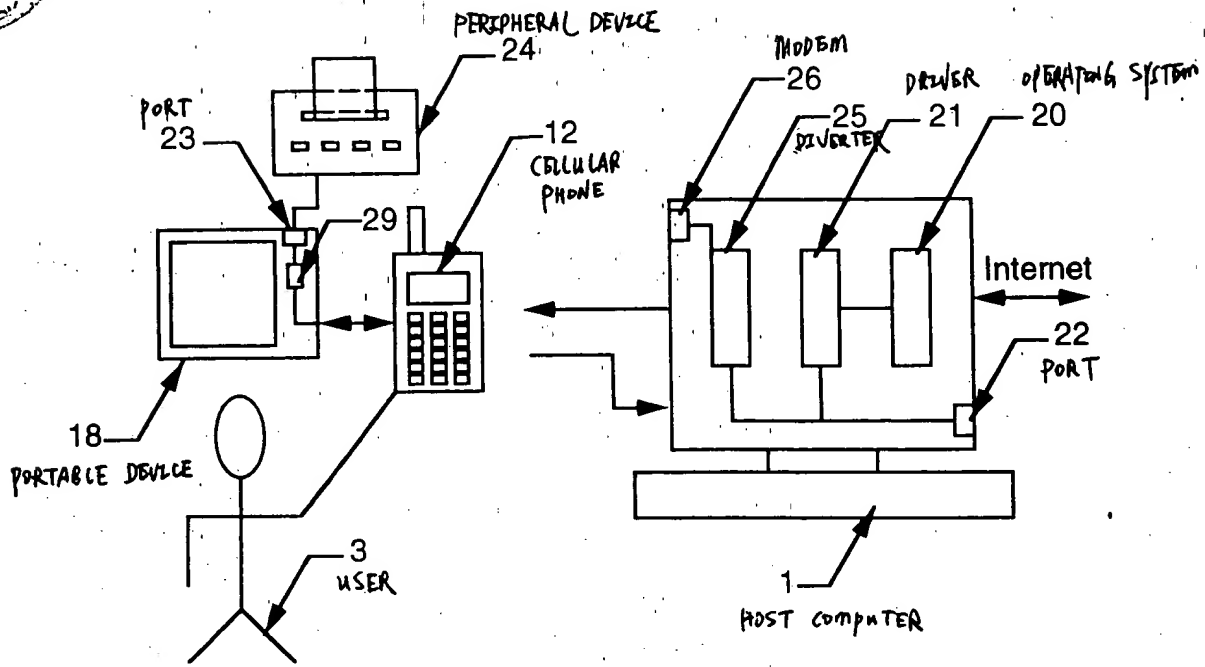 PERIPHERAL DEVICE
24
PORT
23
29
12
CELLULAR
PHONE
MODEM
26
25
DIVERTER
DRIVER
21
OPERATING SYSTEM
20
Internet
22
PORT
18
PORTABLE DEVICE
3
USER
1
HOST COMPUTER